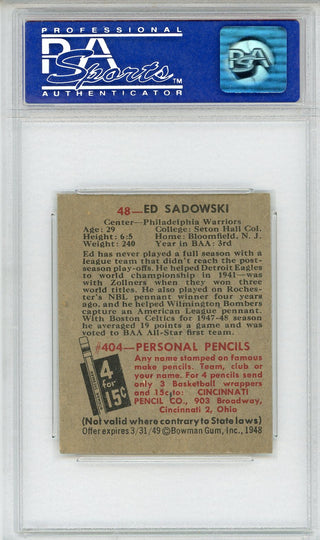 PROFESSIONAL
PSA
Sports™
AUTHENTICATOR
PSA
48—ED SADOWSKI
Center—Philadelphia Warriors
Age: 29 College: Seton Hall Col.
Height: 6:5 Home: Bloomfield, N. J.
Weight: 240 Year in BAA: 3rd
Ed has never played a full season with a
league team that didn't reach the post-
season play-offs. He helped Detroit Eagles
to world championship in 1941—
was with Zollners when they won three
world titles. He also played on Roches-
ter's NBL pennant winner four years
ago, and he helped Wilmington Bombers
capture an American League pennant.
With Boston Celtics for 1947-48 season
he averaged 19 points a game and was
voted to BAA All-Star first team.
#404—PERSONAL PENCILS
Any name stamped on famous
make pencils. Team, club or
your name. For 4 pencils send
only 3 Basketball wrappers
and 15c to: CINCINNATI
PENCIL CO., 903 Broadway,
Cincinnati 2, Ohio
4
for
15¢
(Not valid where contrary to State laws)
Offer expires 3/31/49 ©Bowman Gum, Inc., 1948